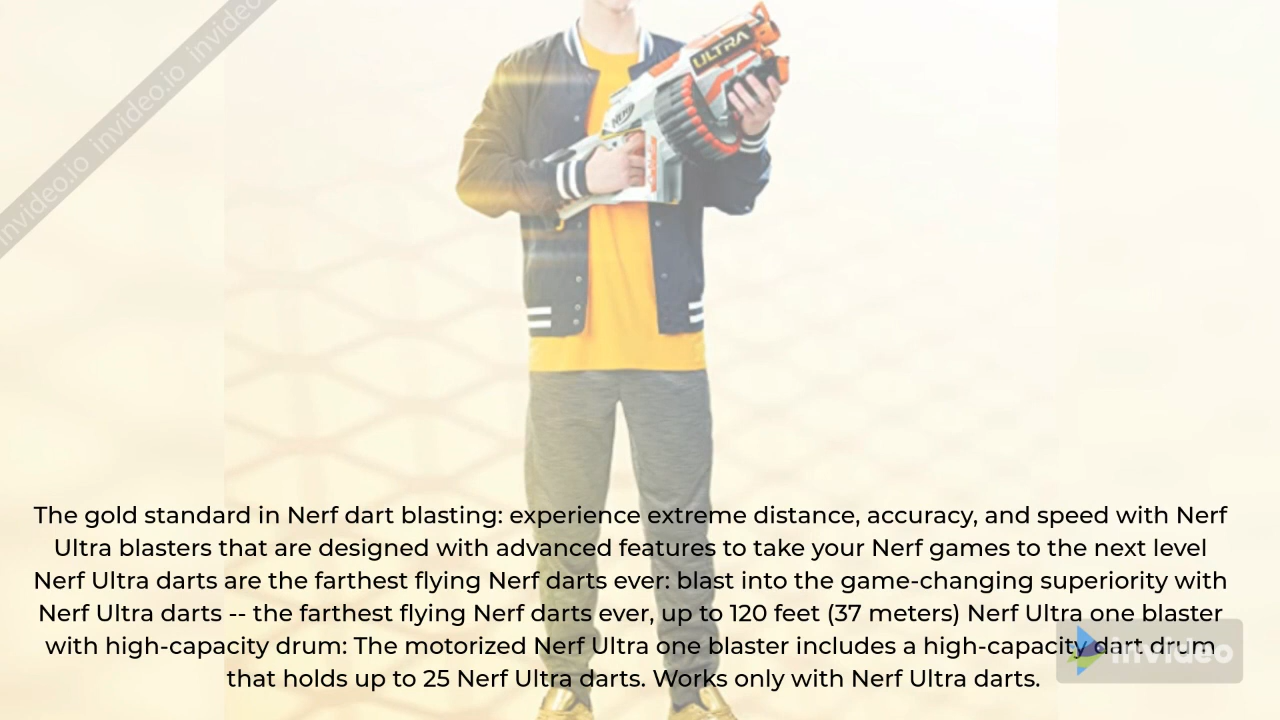 invideo.io invideo.io invideo
ULTRA
NERF
The gold standard in Nerf dart blasting: experience extreme distance, accuracy, and speed with Nerf
Ultra blasters that are designed with advanced features to take your Nerf games to the next level
Nerf Ultra darts are the farthest flying Nerf darts ever: blast into the game-changing superiority with
Nerf Ultra darts -- the farthest flying Nerf darts ever, up to 120 feet (37 meters) Nerf Ultra one blaster
with high-capacity drum: The motorized Nerf Ultra one blaster includes a high-capacity dart drum
that holds up to 25 Nerf Ultra darts. Works only with Nerf Ultra darts.
invideo